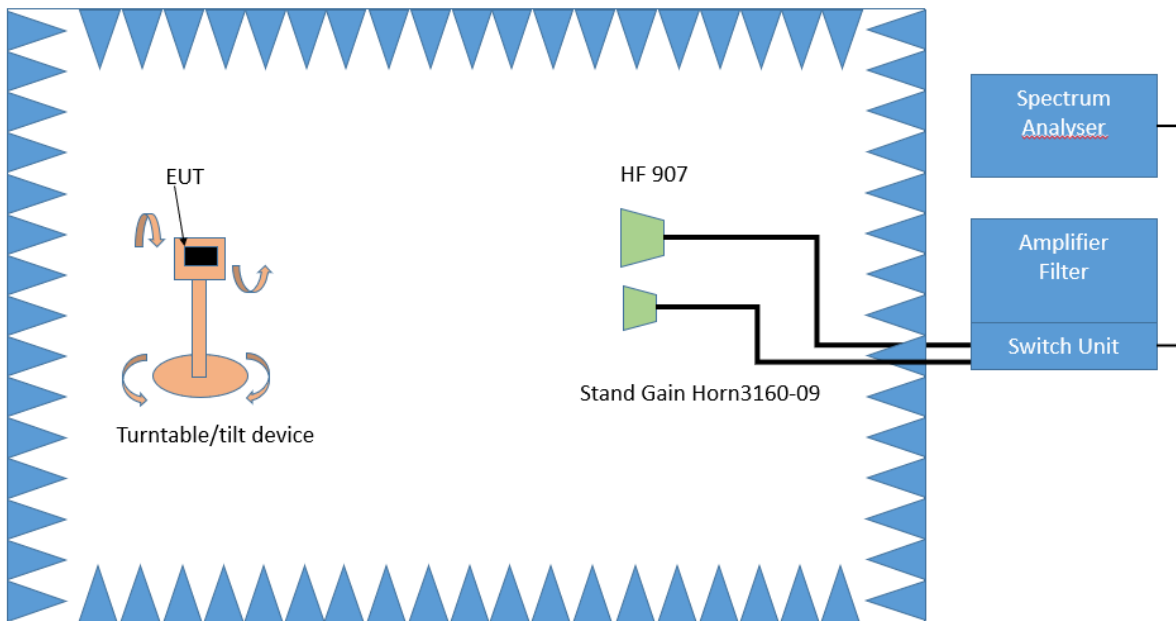 Spectrum
Analyser
EUT
HF 907
Amplifier
Filter
Switch Unit
Stand Gain Horn3160-09
Turntable/tilt device